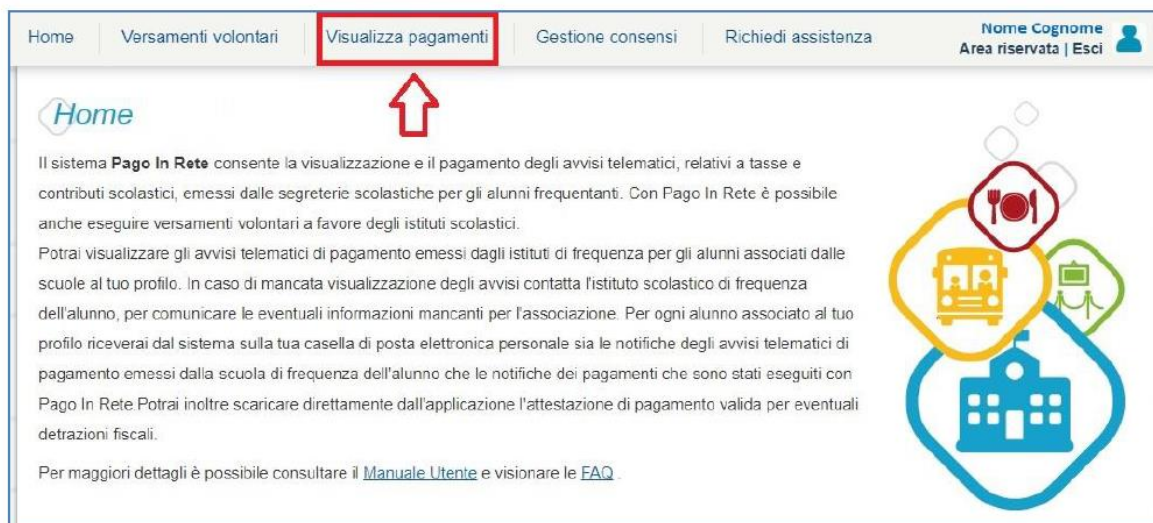 Home Versamenti volontari Visualizza pagamenti Gestione consensi Richiedi assistenza Nome Cognome
Area riservata | Esci
Home
Il sistema Pago In Rete consente la visualizzazione e il pagamento degli avvisi telematici, relativi a tasse e
contributi scolastici, emessi dalle segreterie scolastiche per gli alunni frequentanti. Con Pago In Rete è possibile
anche eseguire versamenti volontari a favore degli istituti scolastici.
Potrai visualizzare gli avvisi telematici di pagamento emessi dagli istituti di frequenza per gli alunni associati dalle
scuole al tuo profilo. In caso di mancata visualizzazione degli avvisi contatta l'istituto scolastico di frequenza
dell'alunno, per comunicare le eventuali informazioni mancanti per l'associazione. Per ogni alunno associato al tuo
profilo riceverai dal sistema sulla tua casella di posta elettronica personale sia le notifiche degli avvisi telematici di
pagamento emessi dalla scuola di frequenza dell'alunno che le notifiche dei pagamenti che sono stati eseguiti con
Pago In Rete.Potrai inoltre scaricare direttamente dall'applicazione l'attestazione di pagamento valida per eventuali
detrazioni fiscali.
Per maggiori dettagli è possibile consultare il Manuale Utente e visionare le FAQ .